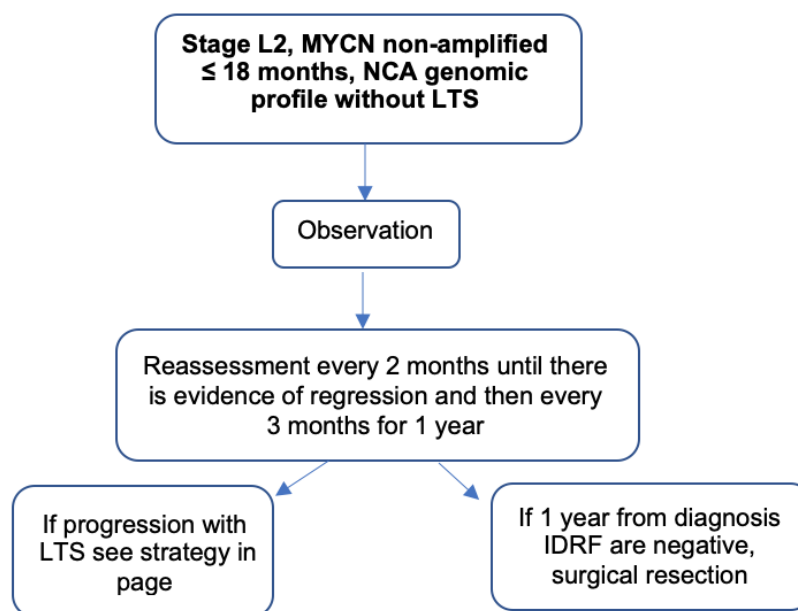 Stage L2, MYCN non-amplified
≤ 18 months, NCA genomic
profile without LTS
Observation
Reassessment every 2 months until there
is evidence of regression and then every
3 months for 1 year
If progression with
LTS see strategy in
page
If 1 year from diagnosis
IDRF are negative,
surgical resection